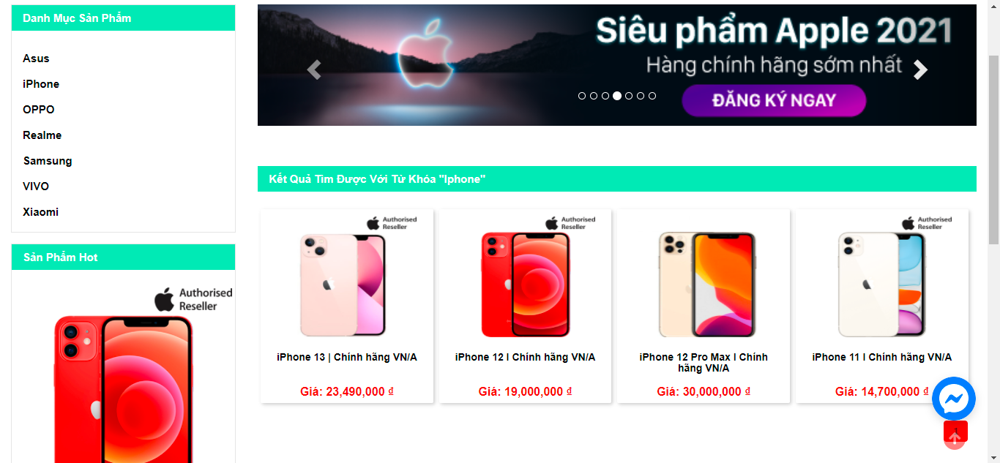 Danh Mục Sản Phẩm
Asus
iPhone
OPPO
Realme
Samsung
VIVO
Xiaomi
Sản Phẩm Hot
Authorised
Reseller
Siêu phẩm Apple 2021
Hàng chính hãng sớm nhất
ĐĂNG KÝ NGAY
Kết Quả Tìm Được Với Từ Khóa "Iphone"
Authorised
Reseller
iPhone 13 | Chính hãng VN/A
Giá: 23,490,000 ₫
Authorised
Reseller
iPhone 12 I Chính hãng VN/A
Giá: 19,000,000 ₫
iPhone 12 Pro Max I Chính
hãng VN/A
Giá: 30,000,000 ₫
Authorised
Reseller
iPhone 11 I Chính hãng VN/A
Giá: 14,700,000 ₫